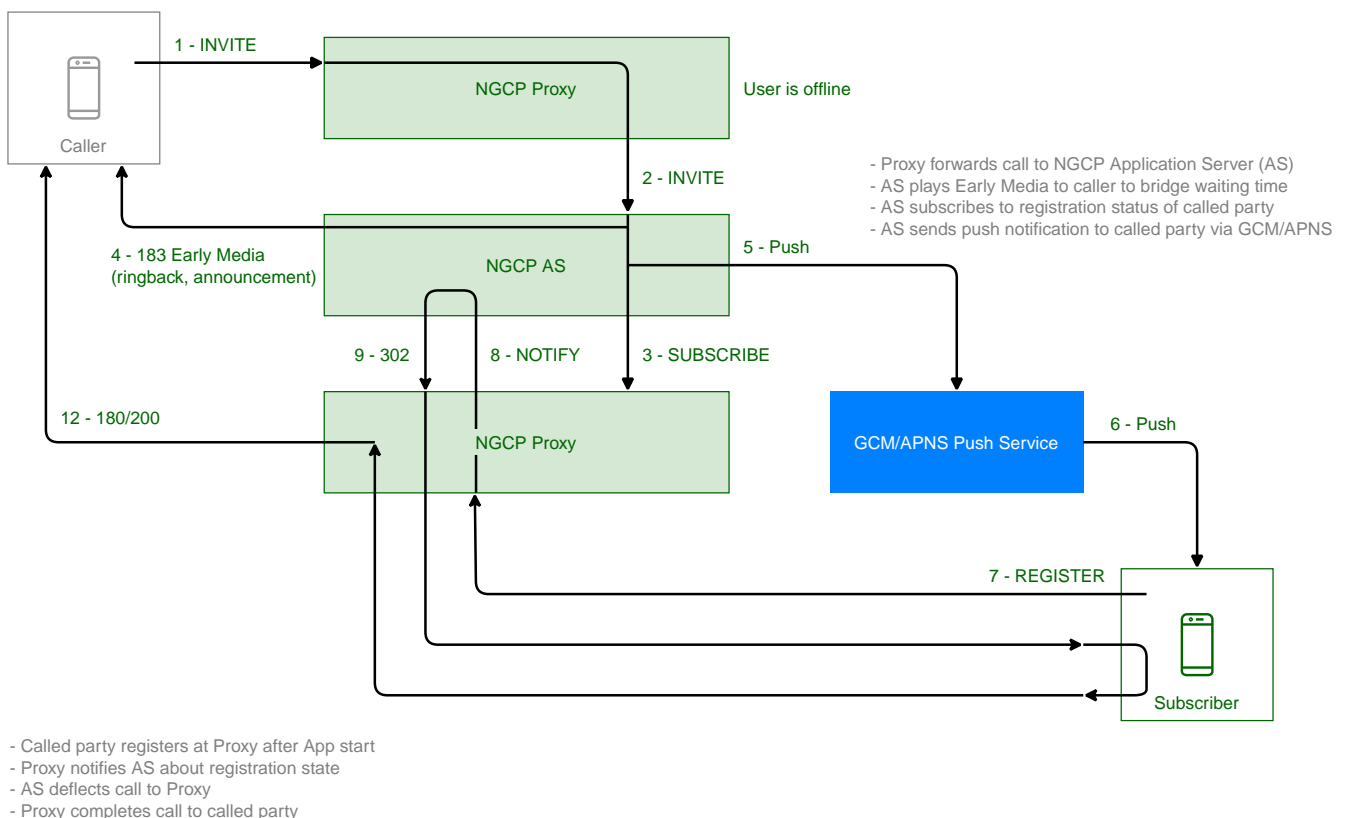 1 - INVITE
NGCP Proxy
User is offline
Caller
2 - INVITE
- Proxy forwards call to NGCP Application Server (AS)
- AS plays Early Media to caller to bridge waiting time
- AS subscribes to registration status of called party
- AS sends push notification to called party via GCM/APNS
4 - 183 Early Media
(ringback, announcement)
NGCP AS
5 - Push
9 - 302
8 - NOTIFY
3 - SUBSCRIBE
12 - 180/200
NGCP Proxy
GCM/APNS Push Service
6 - Push
7 - REGISTER
Subscriber
- Called party registers at Proxy after App start
- Proxy notifies AS about registration state
- AS deflects call to Proxy
- Proxy completes call to called party